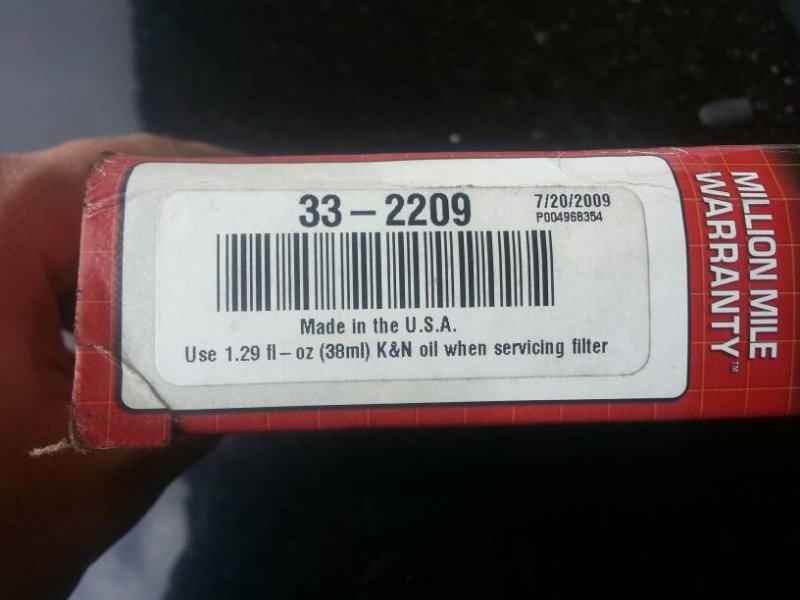 33-2209
7/20/2009
P004968354
Made in the U.S.A.
Use 1.29 fl-oz (38ml) K&N oil when servicing filter
MILLION MILE
WARRANTY™